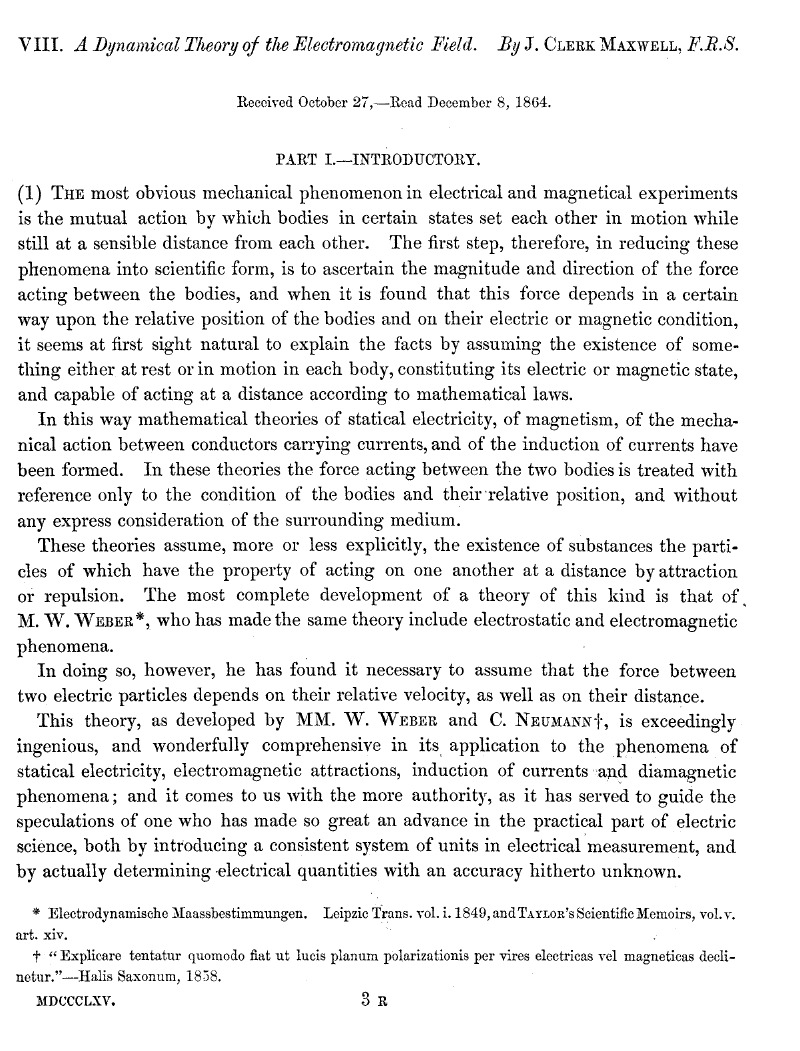 VIII. A Dynamical Theory of the Electromagnetic Field. By J. CLERK MAXWELL, F.R.S.
Received October 27,—Read December 8, 1864.
PART I.—INTRODUCTORY.
(1) THE most obvious mechanical phenomenon in electrical and magnetical experiments
is the mutual action by which bodies in certain states set each other in motion while
still at a sensible distance from each other. The first step, therefore, in reducing these
phenomena into scientific form, is to ascertain the magnitude and direction of the force
acting between the bodies, and when it is found that this force depends in a certain
way upon the relative position of the bodies and on their electric or magnetic condition,
it seems at first sight natural to explain the facts by assuming the existence of some-
thing either at rest or in motion in each body, constituting its electric or magnetic state,
and capable of acting at a distance according to mathematical laws.
In this way mathematical theories of statical electricity, of magnetism, of the mecha-
nical action between conductors carrying currents, and of the induction of currents have
been formed. In these theories the force acting between the two bodies is treated with
reference only to the condition of the bodies and their relative position, and without
any express consideration of the surrounding medium.
These theories assume, more or less explicitly, the existence of substances the parti-
cles of which have the property of acting on one another at a distance by attraction
or repulsion. The most complete development of a theory of this kind is that of
M. W. WEBER*, who has made the same theory include electrostatic and electromagnetic
phenomena.
In doing so, however, he has found it necessary to assume that the force between
two electric particles depends on their relative velocity, as well as on their distance.
This theory, as developed by MM. W. WEBER and C. NEUMANN†, is exceedingly
ingenious, and wonderfully comprehensive in its application to the phenomena of
statical electricity, electromagnetic attractions, induction of currents and diamagnetic
phenomena; and it comes to us with the more authority, as it has served to guide the
speculations of one who has made so great an advance in the practical part of electric
science, both by introducing a consistent system of units in electrical measurement, and
by actually determining electrical quantities with an accuracy hitherto unknown.
* Electrodynamische Maassbestimmungen. Leipzic Trans. vol. i. 1849, and TAYLOR'S Scientific Memoirs, vol. v.
art. xiv.
† "Explicare tentatur quomodo fiat ut lucis planum polarizationis per vires electricas vel magneticas decli-
netur."—Halis Saxonum, 1858.
MDCCCLXV. 3 R